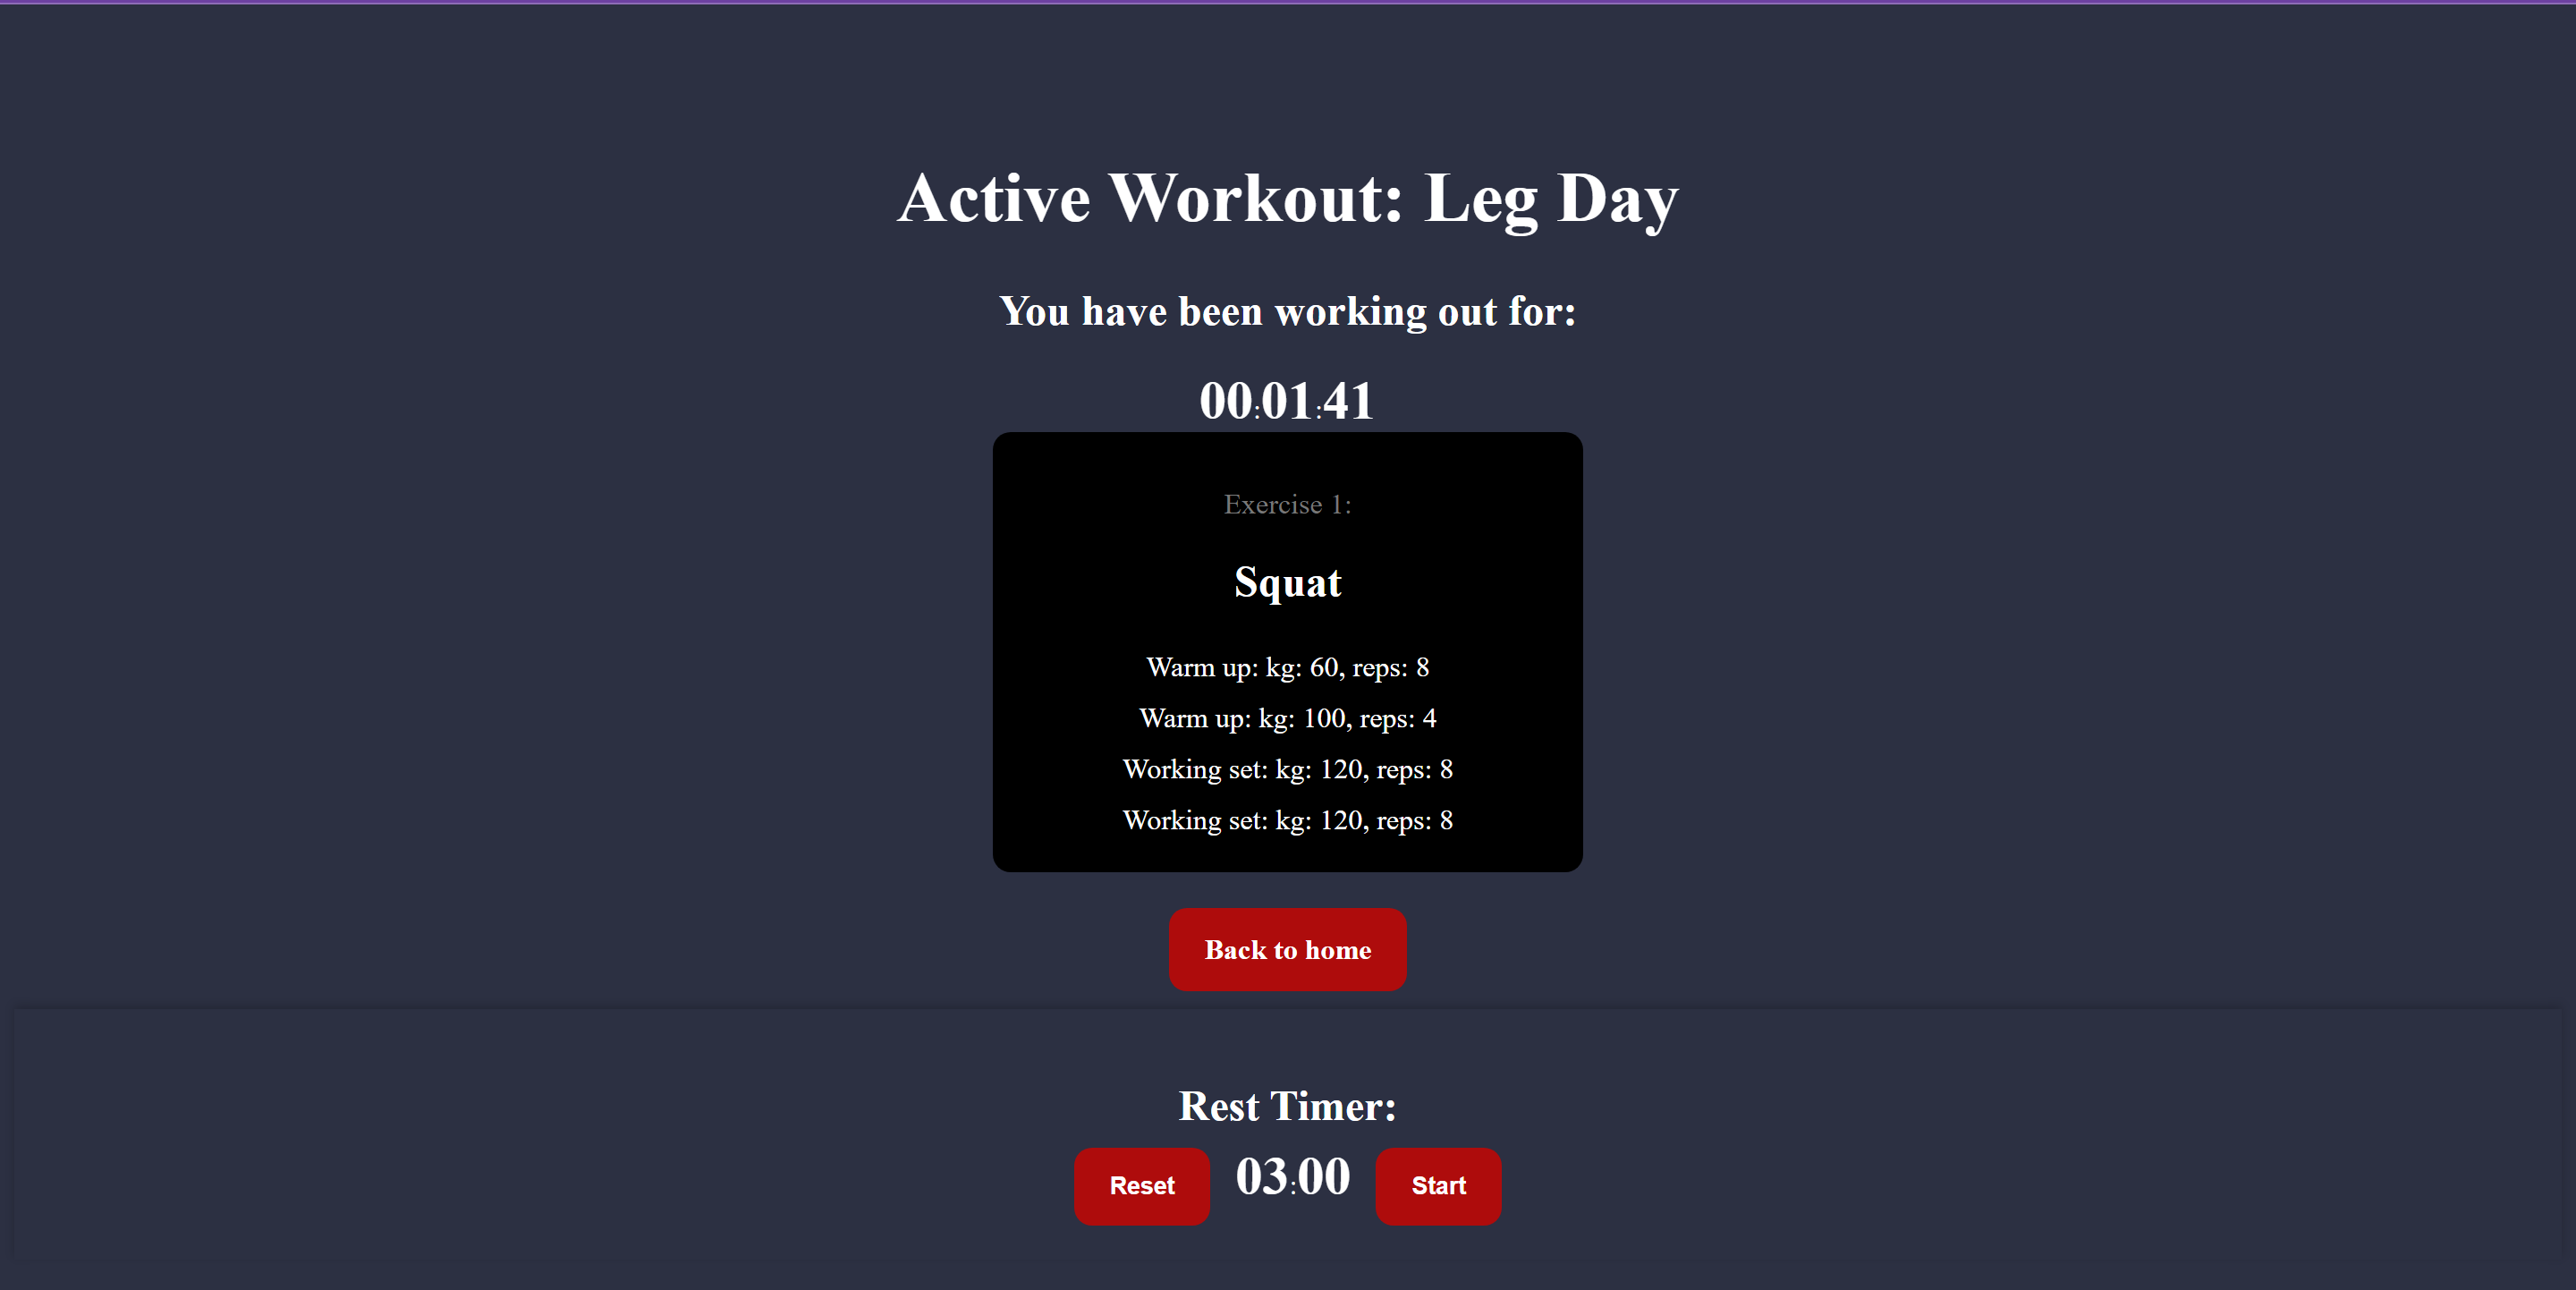 Active Workout: Leg Day
You have been working out for:
00:01:41
Exercise 1:
Squat
Warm up: kg: 60, reps: 8
Warm up: kg: 100, reps: 4
Working set: kg: 120, reps: 8
Working set: kg: 120, reps: 8
Back to home
Rest Timer:
Reset 03:00 Start